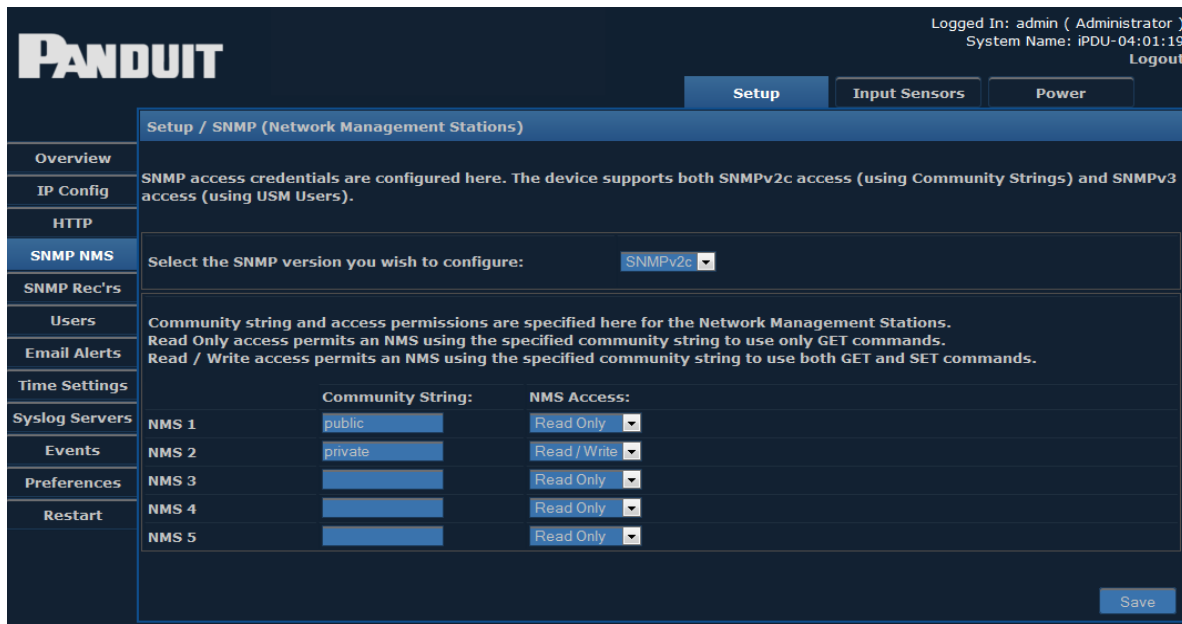 PANDUIT
Logged In: admin ( Administrator )
System Name: iPDU-04:01:19
Logout
Setup
Input Sensors
Power
Setup / SNMP (Network Management Stations)
Overview
IP Config
HTTP
SNMP NMS
SNMP Rec'rs
Users
Email Alerts
Time Settings
Syslog Servers
Events
Preferences
Restart
SNMP access credentials are configured here. The device supports both SNMPv2c access (using Community Strings) and SNMPv3
access (using USM Users).
Select the SNMP version you wish to configure: SNMPv2c
Community string and access permissions are specified here for the Network Management Stations.
Read Only access permits an NMS using the specified community string to use only GET commands.
Read / Write access permits an NMS using the specified community string to use both GET and SET commands.
Community String: NMS Access:
NMS 1 public Read Only
NMS 2 private Read / Write
NMS 3 Read Only
NMS 4 Read Only
NMS 5 Read Only
Save